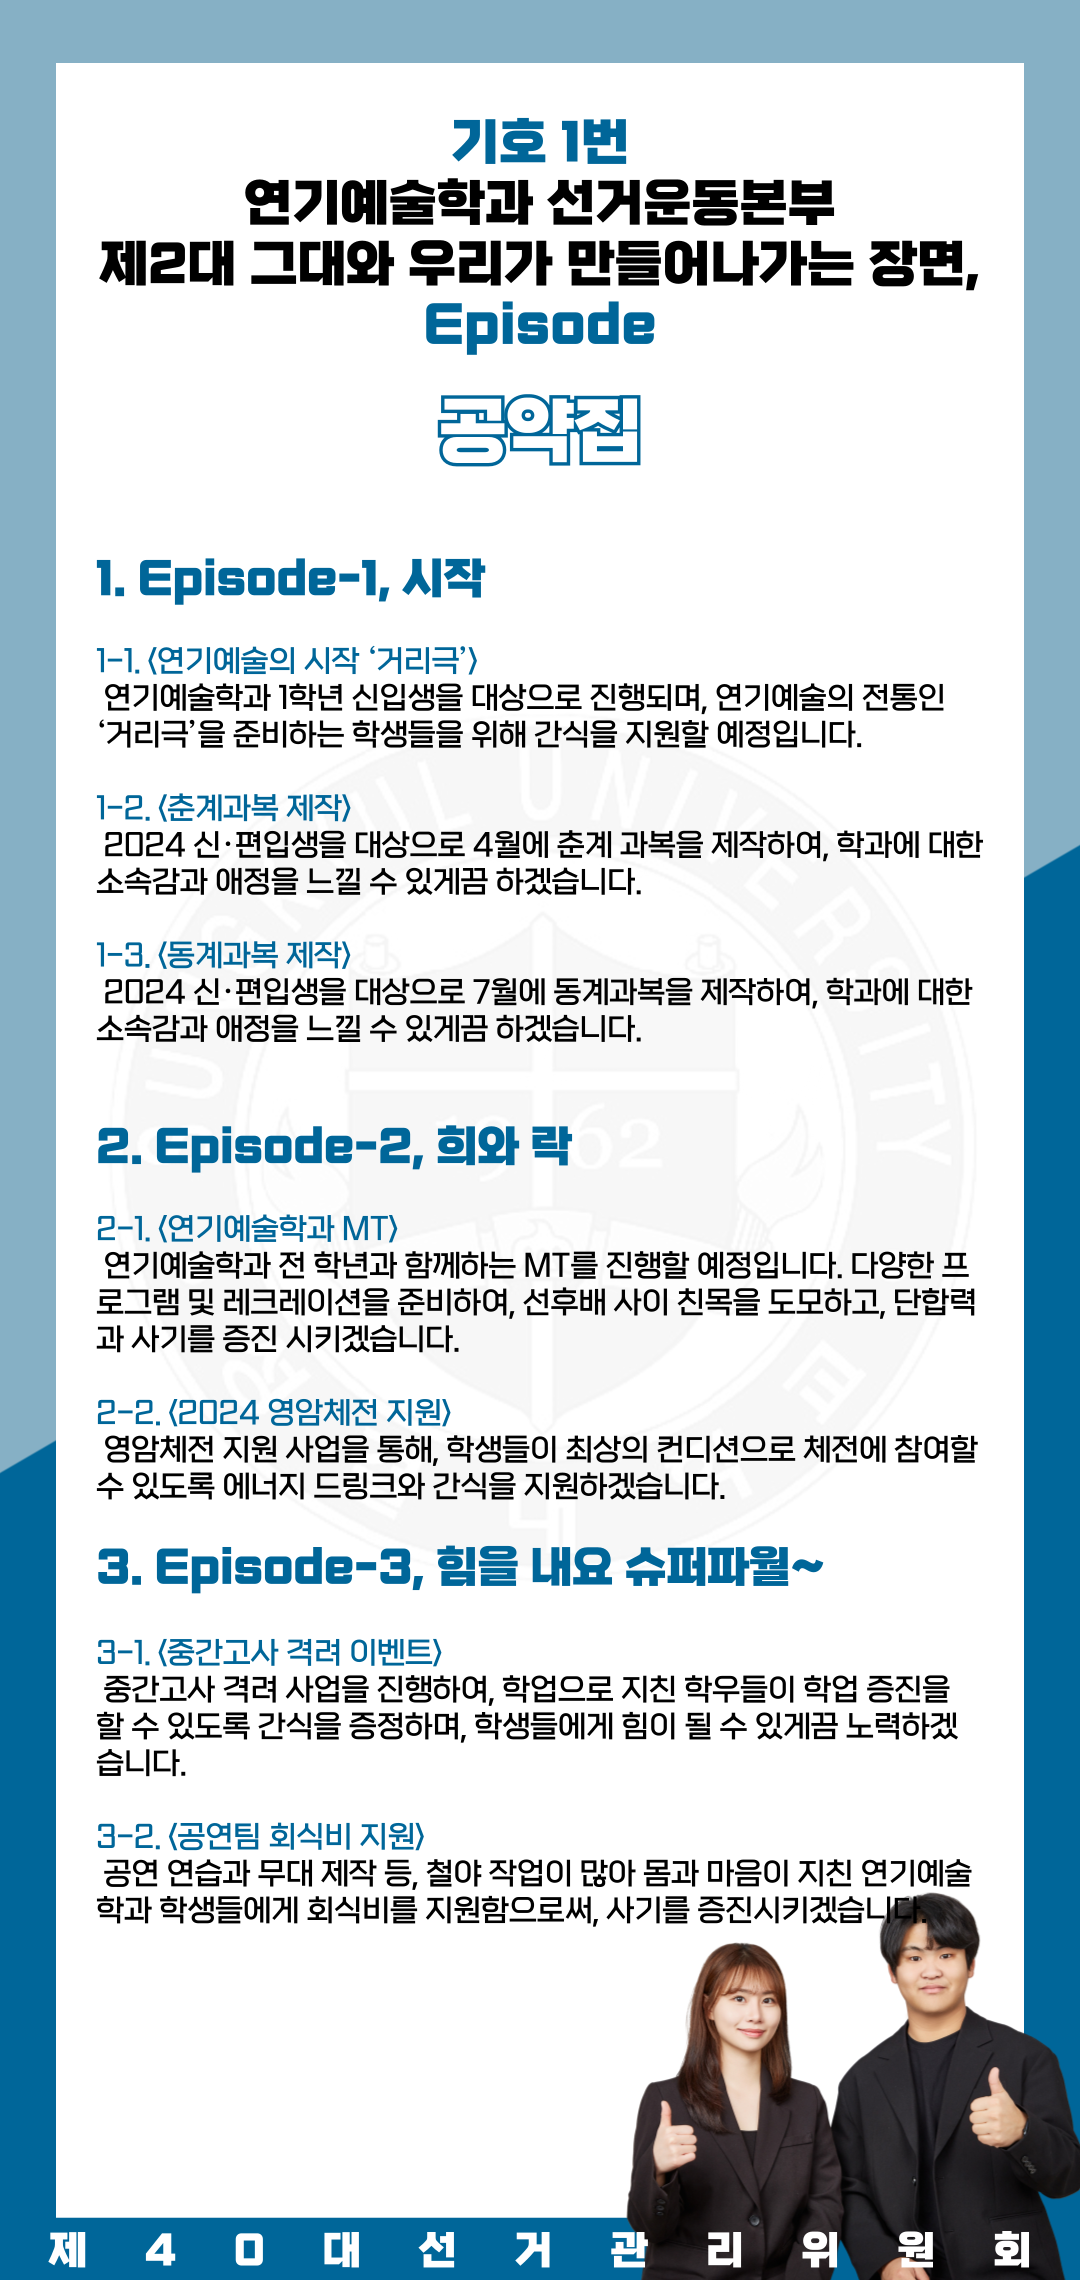 기호 1번
연기예술학과 선거운동본부
제2대 그대와 우리가 만들어나가는 장면,
Episode
공약집
1. Episode-1, 시작
1-1. <연기예술의 시작 ‘거리극’>
연기예술학과 1학년 신입생을 대상으로 진행되며, 연기예술의 전통인
‘거리극’을 준비하는 학생들을 위해 간식을 지원할 예정입니다.
1-2. <춘계과복 제작>
2024 신·편입생을 대상으로 4월에 춘계 과복을 제작하여, 학과에 대한
소속감과 애정을 느낄 수 있게끔 하겠습니다.
1-3. <동계과복 제작>
2024 신·편입생을 대상으로 7월에 동계과복을 제작하여, 학과에 대한
소속감과 애정을 느낄 수 있게끔 하겠습니다.
UNIVERSITY
1962
2. Episode-2, 희와 락
2-1. <연기예술학과 MT>
연기예술학과 전 학년과 함께하는 MT를 진행할 예정입니다. 다양한 프
로그램 및 레크레이션을 준비하여, 선후배 사이 친목을 도모하고, 단합력
과 사기를 증진 시키겠습니다.
2-2. <2024 영암체전 지원>
영암체전 지원 사업을 통해, 학생들이 최상의 컨디션으로 체전에 참여할
수 있도록 에너지 드링크와 간식을 지원하겠습니다.
3. Episode-3, 힘을 내요 슈퍼파월~
3-1. <중간고사 격려 이벤트>
중간고사 격려 사업을 진행하여, 학업으로 지친 학우들이 학업 증진을
할 수 있도록 간식을 증정하며, 학생들에게 힘이 될 수 있게끔 노력하겠
습니다.
3-2. <공연팀 회식비 지원>
공연 연습과 무대 제작 등, 철야 작업이 많아 몸과 마음이 지친 연기예술
학과 학생들에게 회식비를 지원함으로써, 사기를 증진시키겠습니다.
제40대선거관리위원회